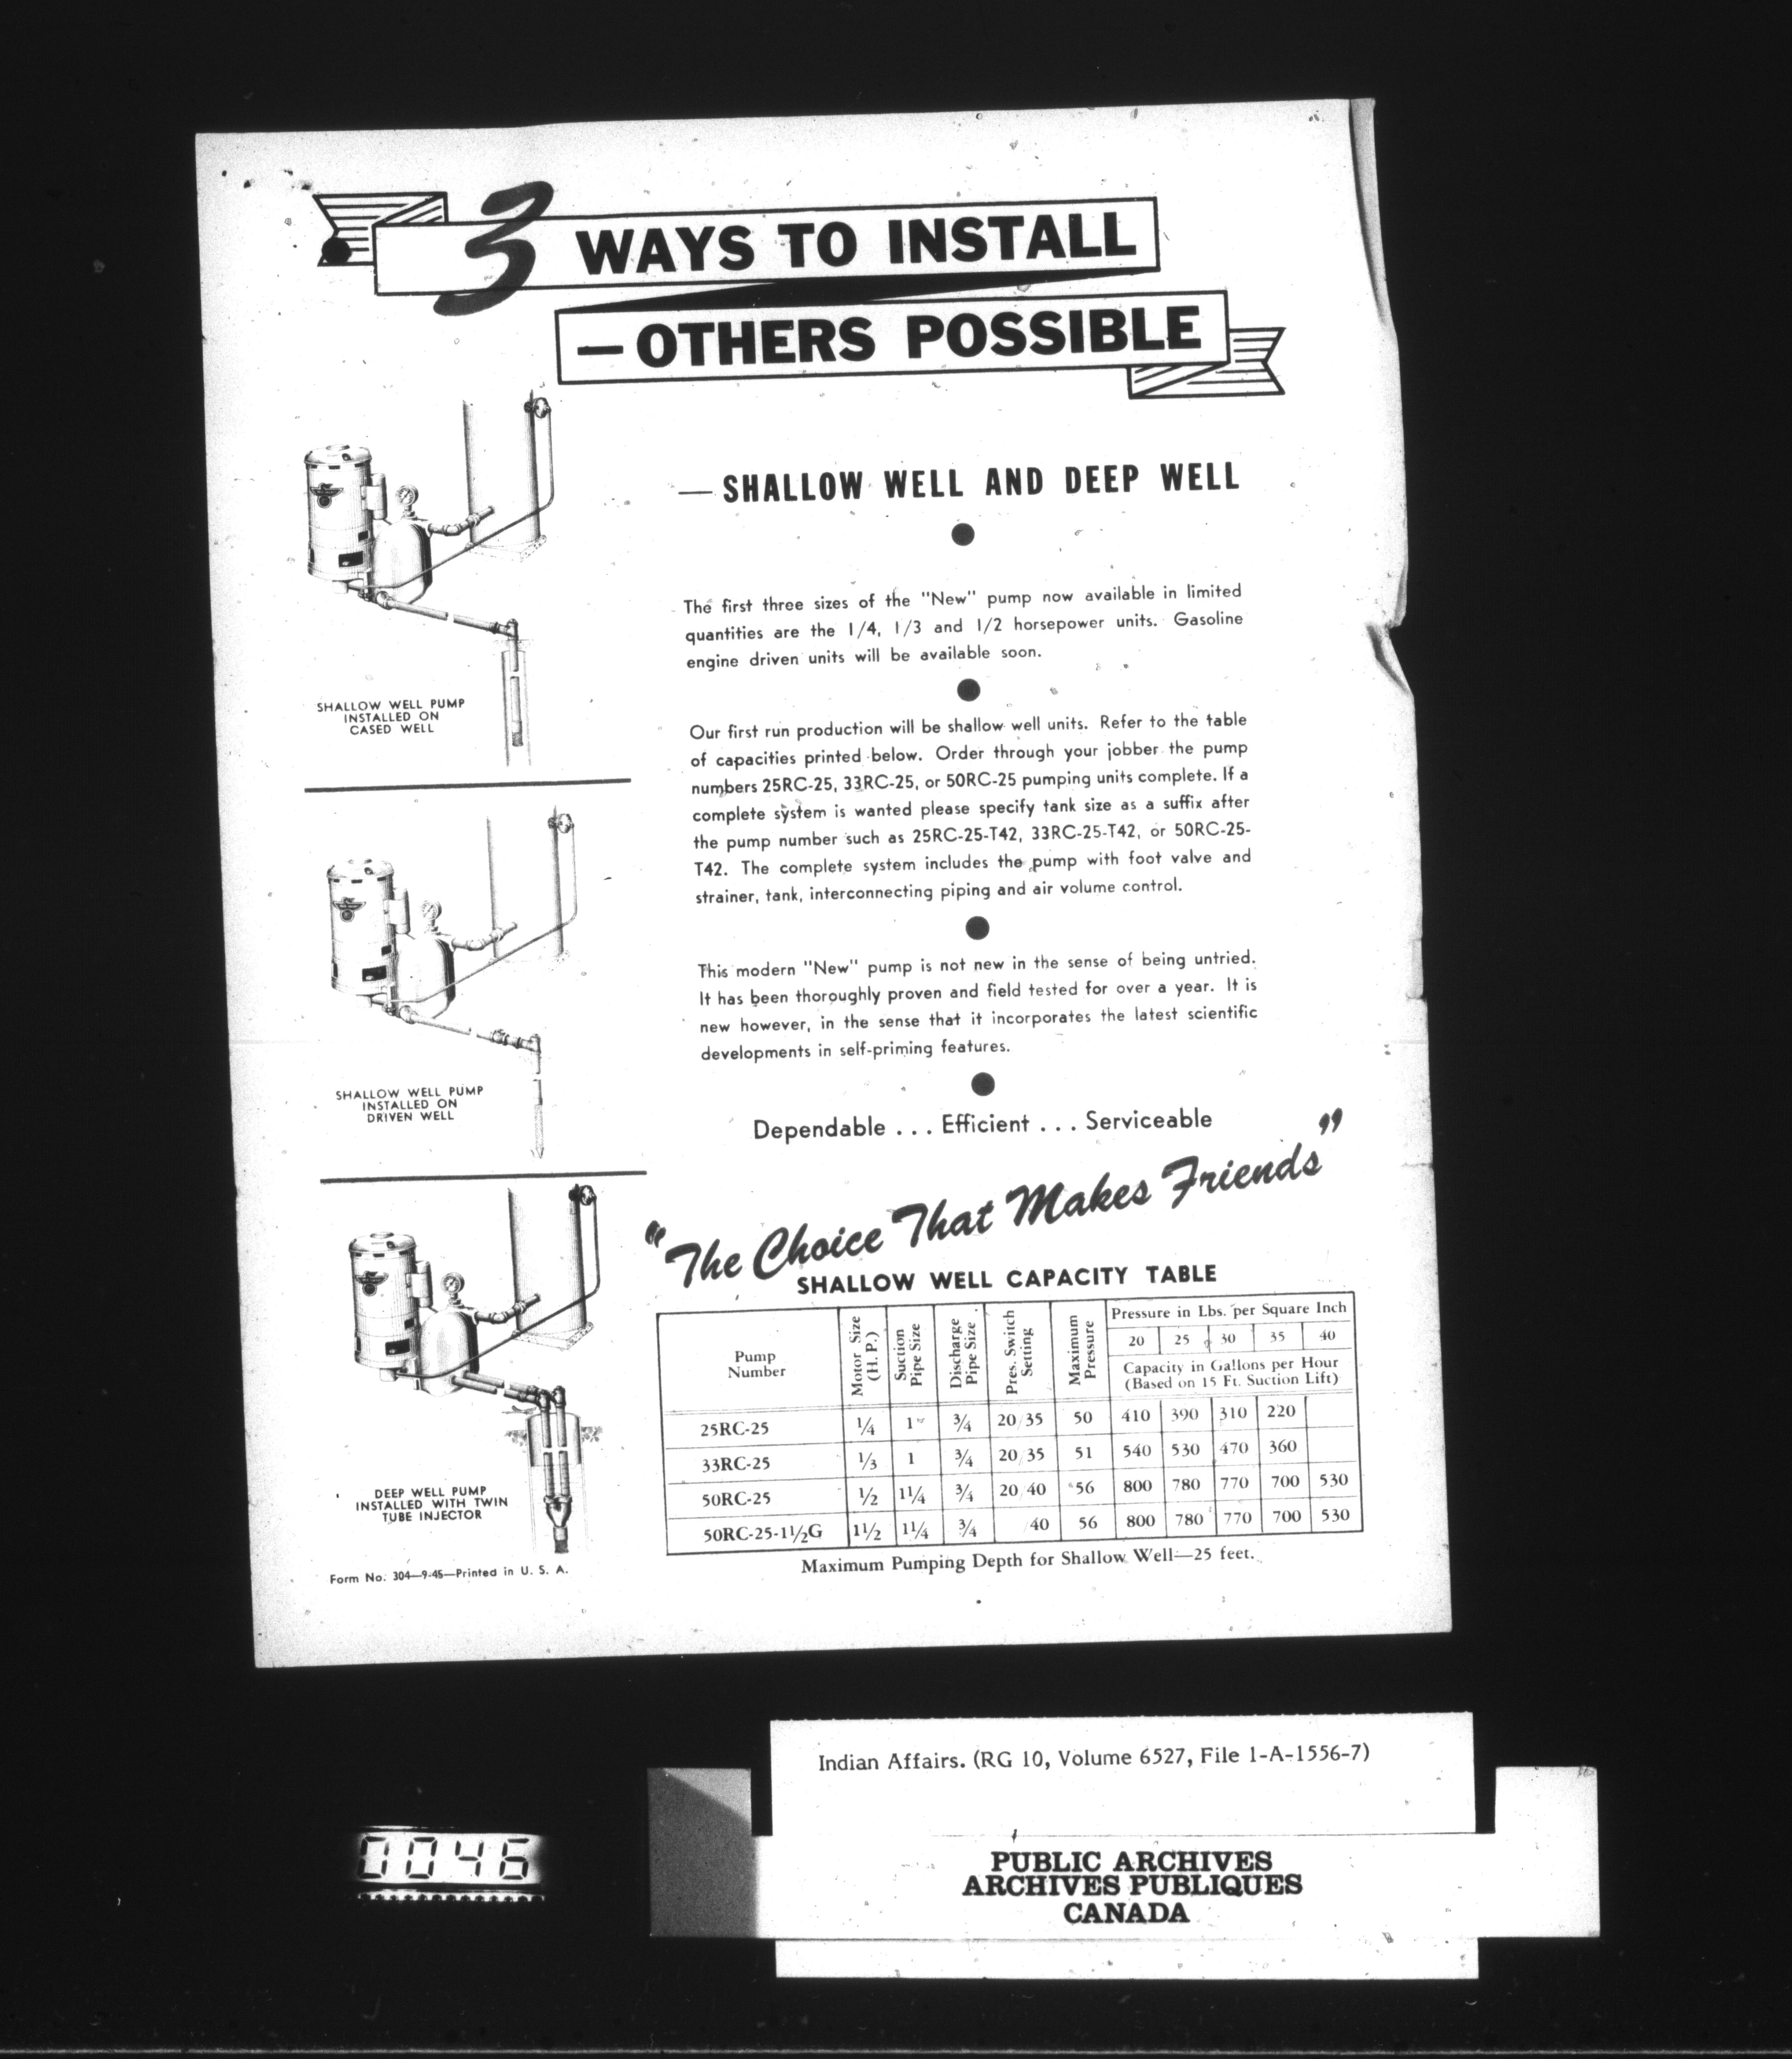 3 WAYS TO INSTALL
—OTHERS POSSIBLE
— SHALLOW WELL AND DEEP WELL
The first three sizes of the "New" pump now available in limited
quantities are the 1/4, 1/3 and 1/2 horsepower units. Gasoline
engine driven units will be available soon.
SHALLOW WELL PUMP
INSTALLED ON
CASED WELL
Our first run production will be shallow well units. Refer to the table
of capacities printed below. Order through your jobber the pump
numbers 25RC-25, 33RC-25, or 50RC-25 pumping units complete. If a
complete system is wanted please specify tank size as a suffix after
the pump number such as 25RC-25-T42, 33RC-25-T42, or 50RC-25-
T42. The complete system includes the pump with foot valve and
strainer, tank, interconnecting piping and air volume control.
This modern "New" pump is not new in the sense of being untried.
It has been thoroughly proven and field tested for over a year. It is
new however, in the sense that it incorporates the latest scientific
developments in self-priming features.
SHALLOW WELL PUMP
INSTALLED ON
DRIVEN WELL
Dependable . . . Efficient . . . Serviceable
"The Choice That Makes Friends"
SHALLOW WELL CAPACITY TABLE
Pump
Number
Motor Size
(H. P.)
Suction
Pipe Size
Discharge
Pipe Size
Pres. Switch
Setting
Maximum
Pressure
Pressure in Lbs. per Square Inch
20 25 30 35 40
Capacity in Gallons per Hour
(Based on 15 Ft. Suction Lift)
25RC-25 1/4 1 3/4 20/35 50 410 390 310 220
33RC-25 1/3 1 3/4 20/35 51 540 530 470 360
50RC-25 1/2 1 1/4 3/4 20/40 56 800 780 770 700 530
50RC-25-1 1/2G 1 1/2 1 1/4 3/4 40 56 800 780 770 700 530
Maximum Pumping Depth for Shallow Well—25 feet.
DEEP WELL PUMP
INSTALLED WITH TWIN
TUBE INJECTOR
Form No. 304—9-45—Printed in U. S. A.
Indian Affairs. (RG 10, Volume 6527, File 1-A-1556-7)
0046
PUBLIC ARCHIVES
ARCHIVES PUBLIQUES
CANADA